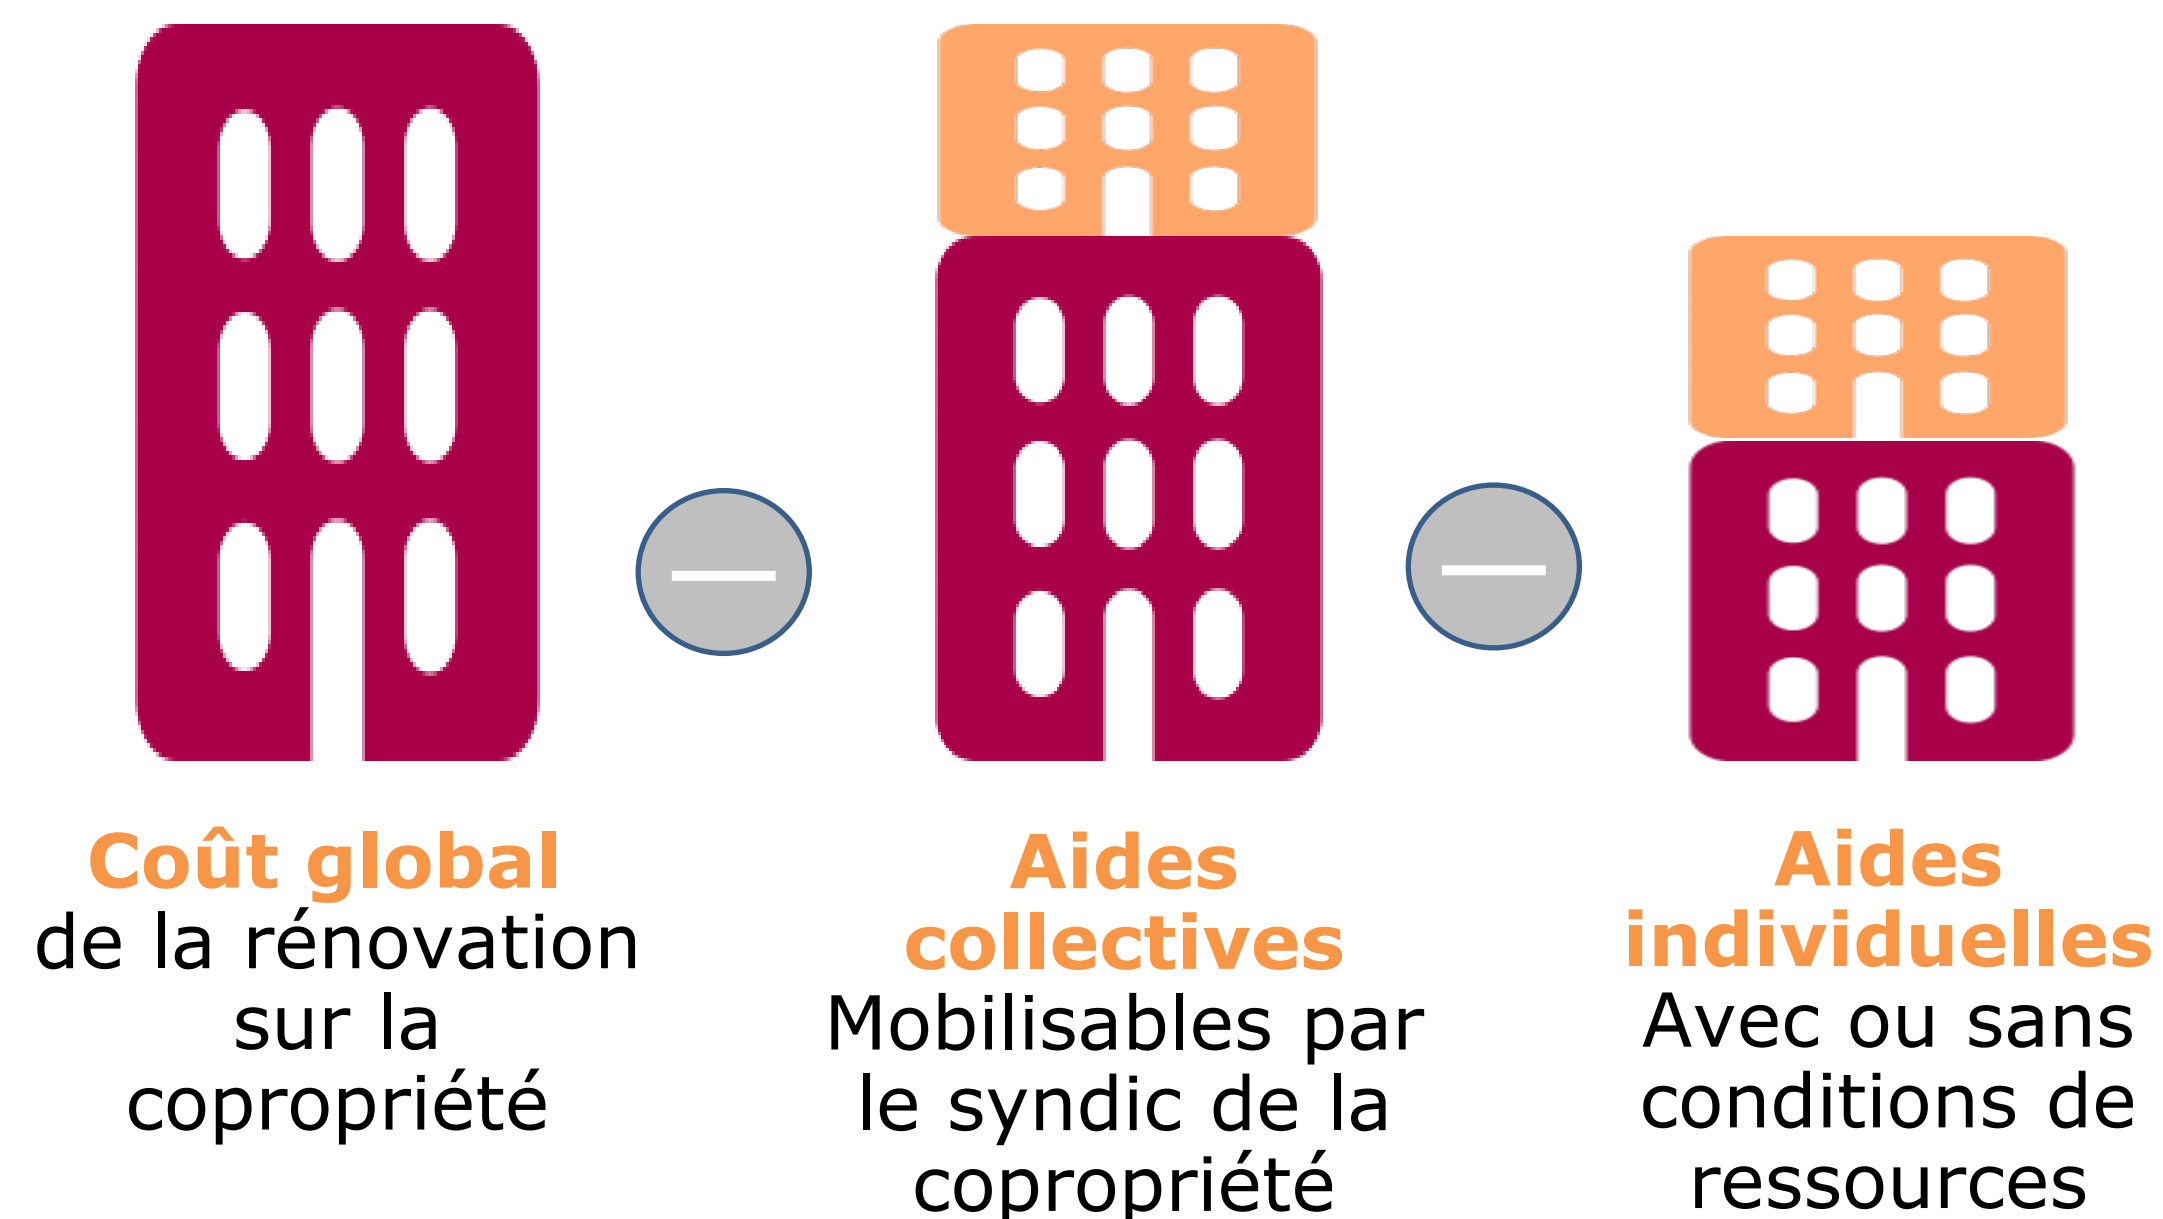 Coût global
de la rénovation
sur la
copropriété
Aides
collectives
Mobilisables par
le syndic de la
copropriété
Aides
individuelles
Avec ou sans
conditions de
ressources